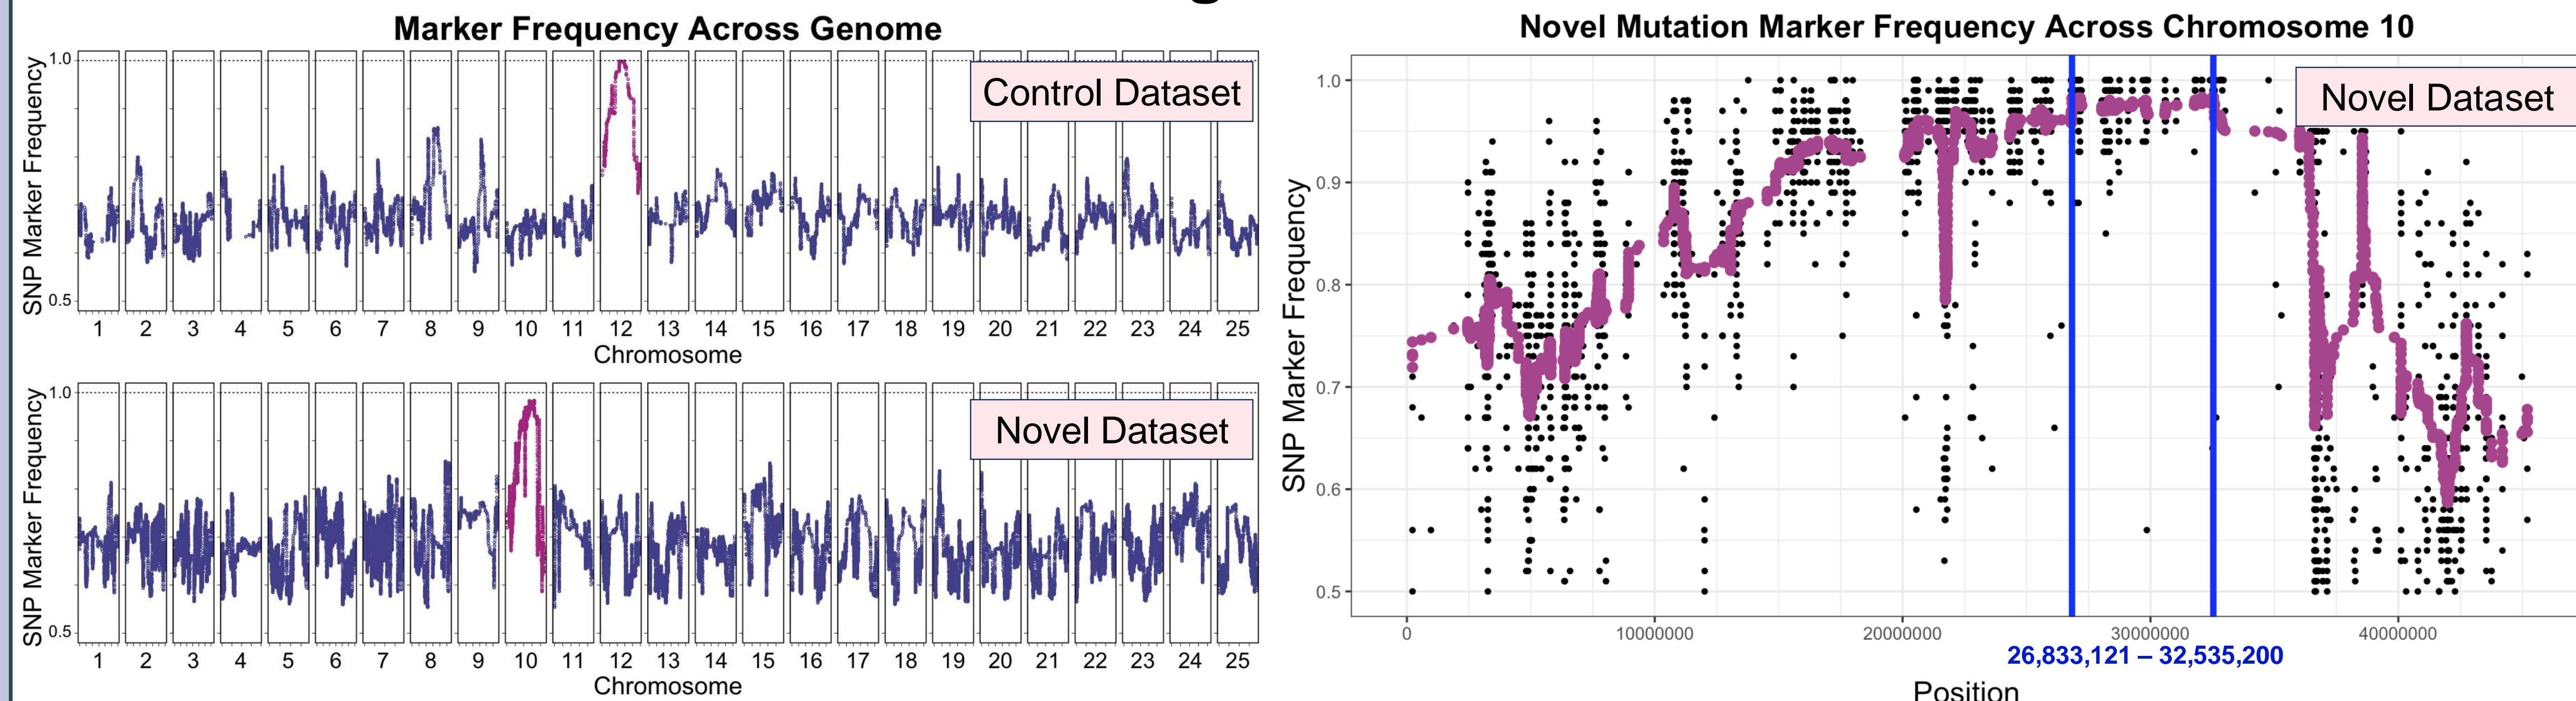 Marker Frequency Across Genome
SNP Marker Frequency
1.0
0.5
Control Dataset
1 2 3 4 5 6 7 8 9 10 11 12 13 14 15 16 17 18 19 20 21 22 23 24 25
Chromosome
SNP Marker Frequency
1.0
0.5
Novel Dataset
1 2 3 4 5 6 7 8 9 10 11 12 13 14 15 16 17 18 19 20 21 22 23 24 25
Chromosome
Novel Mutation Marker Frequency Across Chromosome 10
SNP Marker Frequency
1.0
0.9
0.8
0.7
0.6
0.5
Novel Dataset
0 10000000 20000000 30000000 40000000
26,833,121 – 32,535,200
Position